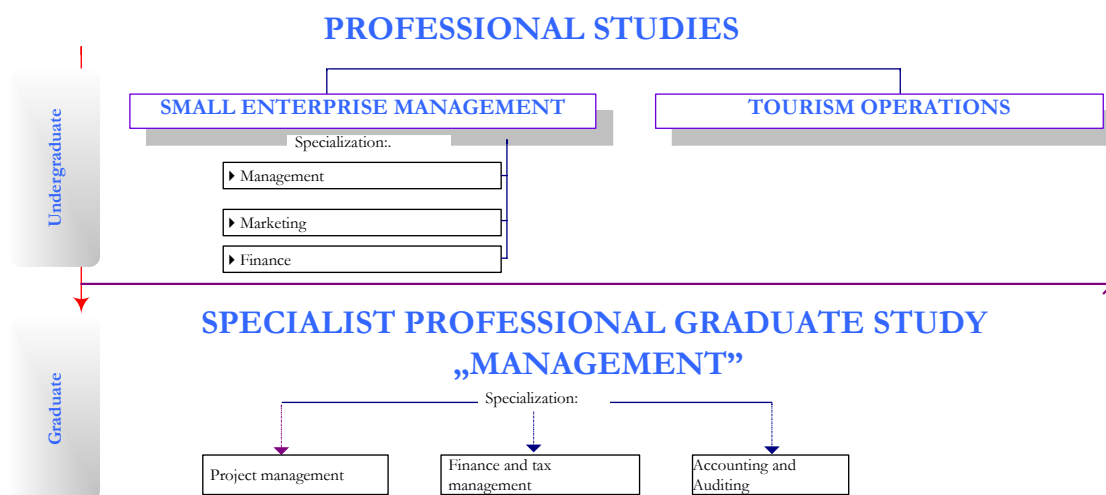 PROFESSIONAL STUDIES
Undergraduate
SMALL ENTERPRISE MANAGEMENT
TOURISM OPERATIONS
Specialization:.
Management
Marketing
Finance
SPECIALIST PROFESSIONAL GRADUATE STUDY
„MANAGEMENT”
Graduate
Specialization:
Project management
Finance and tax
management
Accounting and
Auditing